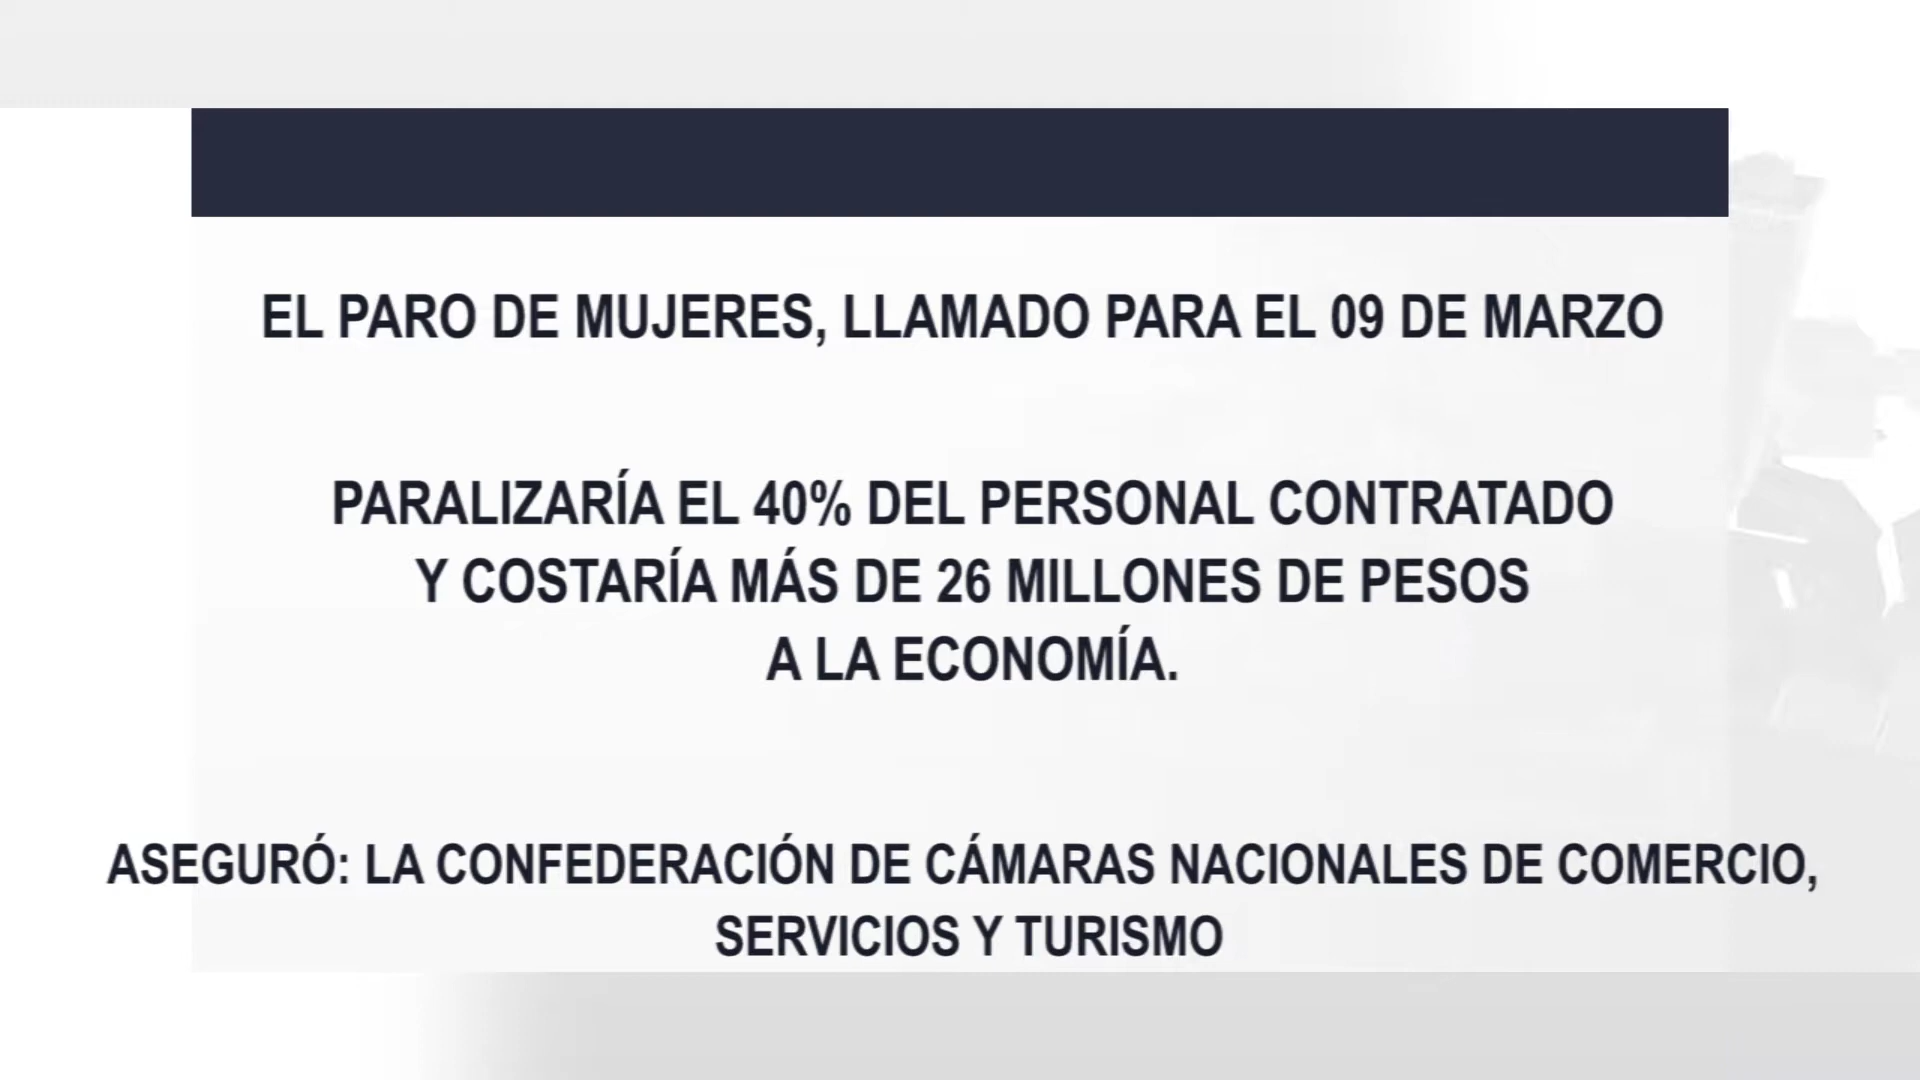 EL PARO DE MUJERES, LLAMADO PARA EL 09 DE MARZO
PARALIZARÍA EL 40% DEL PERSONAL CONTRATADO
Y COSTARÍA MÁS DE 26 MILLONES DE PESOS
A LA ECONOMÍA.
ASEGURÓ: LA CONFEDERACIÓN DE CÁMARAS NACIONALES DE COMERCIO,
SERVICIOS Y TURISMO